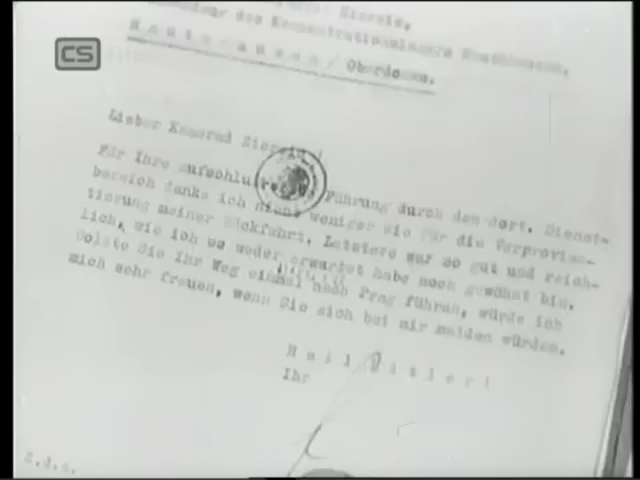 CS
des Konzentrationslagers Mauthausen,
Mauthausen / Oberdonau.
Lieber Kamerad Ziereis!
Für Ihre Führung durch den dort. Dienst-
bereich danke ich nicht weniger wie für die Verprovian-
tierung meiner Rückfahrt. Letztere war so gut und reich-
lich, wie ich es weder erwartet habe noch gewöhnt bin.
Sollte Sie Ihr Weg einmal nach Prag führen, würde ich
mich sehr freuen, wenn Sie sich bei mir melden würden.
Heil Hitler!
Ihr
Z.d.A.